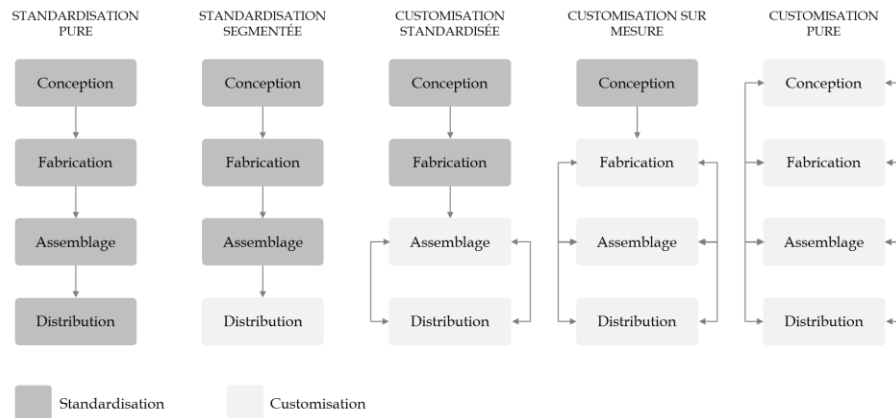 STANDARDISATION
PURE
STANDARDISATION
SEGMENTÉE
CUSTOMISATION
STANDARDISÉE
CUSTOMISATION SUR
MESURE
CUSTOMISATION
PURE
Conception
Conception
Conception
Conception
Conception
Fabrication
Fabrication
Fabrication
Fabrication
Fabrication
Assemblage
Assemblage
Assemblage
Assemblage
Assemblage
Distribution
Distribution
Distribution
Distribution
Distribution
Standardisation
Customisation